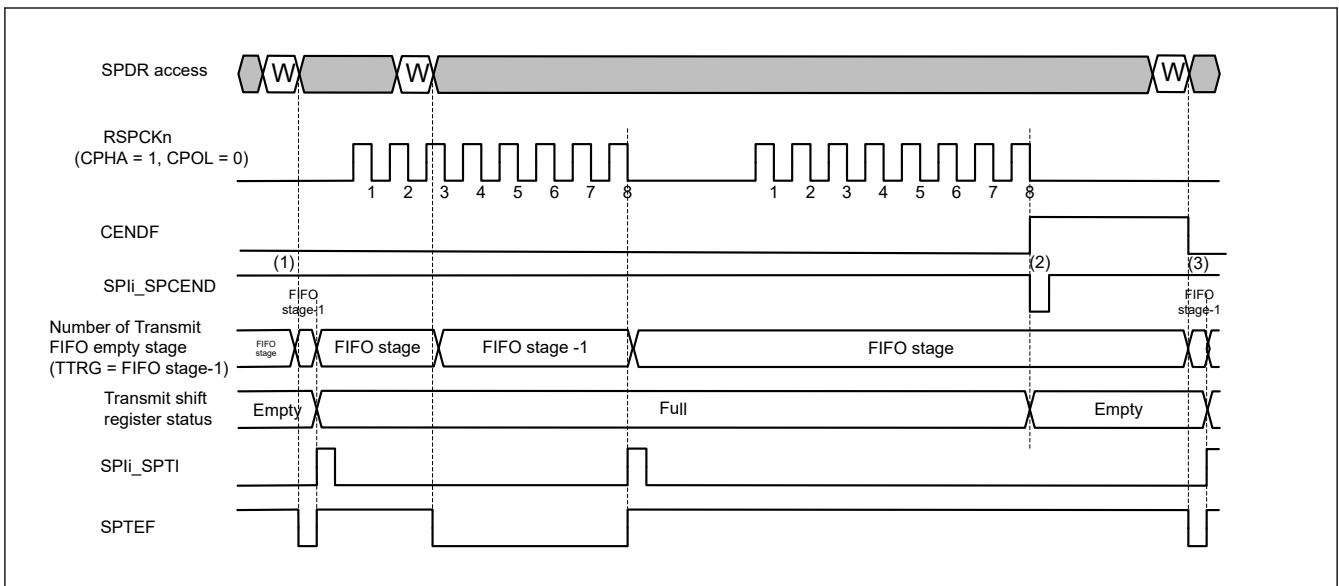 SPDR access
W W W
RSPCKn
(CPHA = 1, CPOL = 0)
1 2 3 4 5 6 7 8 1 2 3 4 5 6 7 8
CENDF
(1) (2) (3)
SPIi_SPCEND
FIFO
stage-1
FIFO
stage-1
Number of Transmit
FIFO empty stage
(TTRG = FIFO stage-1)
FIFO
stage
FIFO stage
FIFO stage -1
FIFO stage
Transmit shift
register status
Empty
Full
Empty
SPIi_SPTI
SPTEF